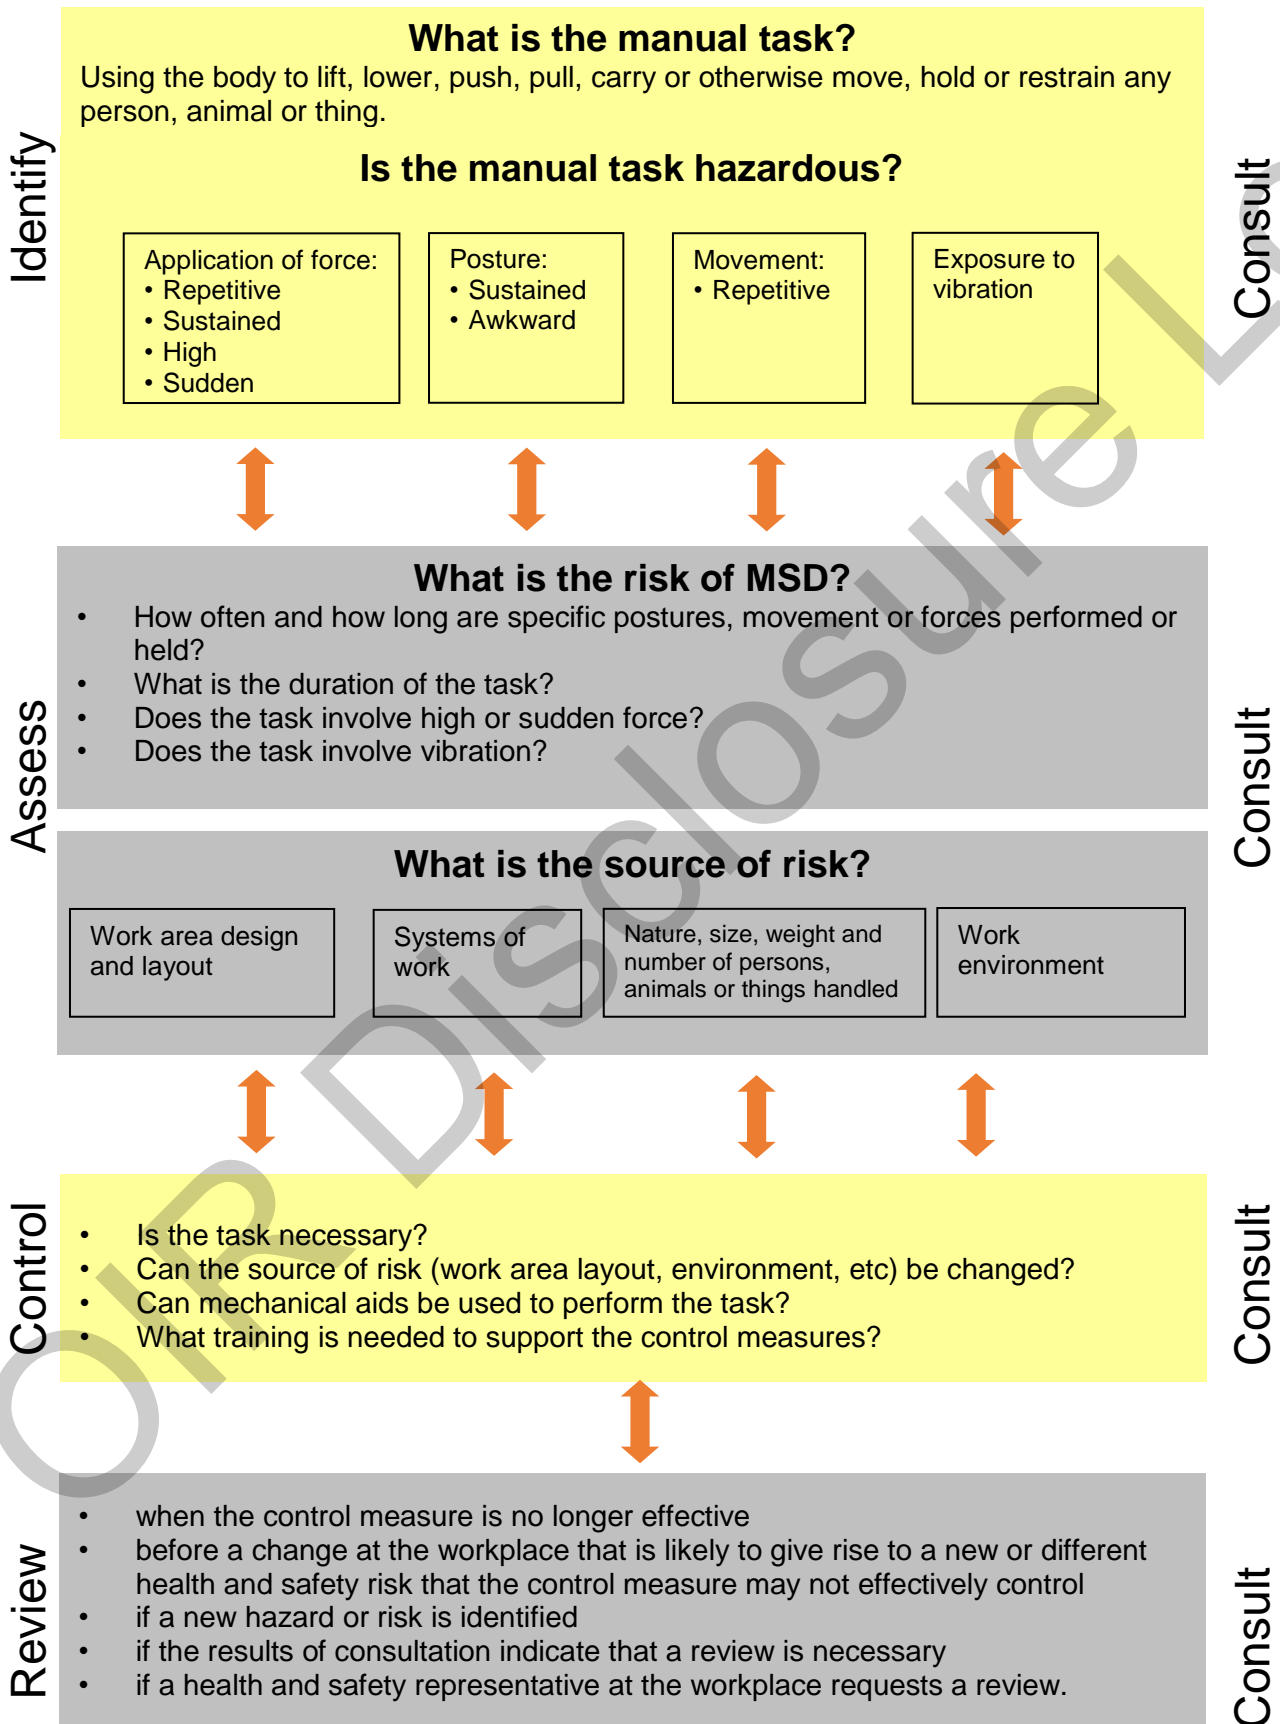 What is the manual task?
Using the body to lift, lower, push, pull, carry or otherwise move, hold or restrain any
person, animal or thing.
Is the manual task hazardous?
Identify
Consult
Application of force:
• Repetitive
• Sustained
• High
• Sudden
Posture:
• Sustained
• Awkward
Movement:
• Repetitive
Exposure to
vibration
What is the risk of MSD?
• How often and how long are specific postures, movement or forces performed or
held?
• What is the duration of the task?
• Does the task involve high or sudden force?
• Does the task involve vibration?
Assess
Consult
What is the source of risk?
Work area design
and layout
Systems of
work
Nature, size, weight and
number of persons,
animals or things handled
Work
environment
Control
Consult
• Is the task necessary?
• Can the source of risk (work area layout, environment, etc) be changed?
• Can mechanical aids be used to perform the task?
• What training is needed to support the control measures?
Review
Consult
• when the control measure is no longer effective
• before a change at the workplace that is likely to give rise to a new or different
health and safety risk that the control measure may not effectively control
• if a new hazard or risk is identified
• if the results of consultation indicate that a review is necessary
• if a health and safety representative at the workplace requests a review.
OIR Disclosure